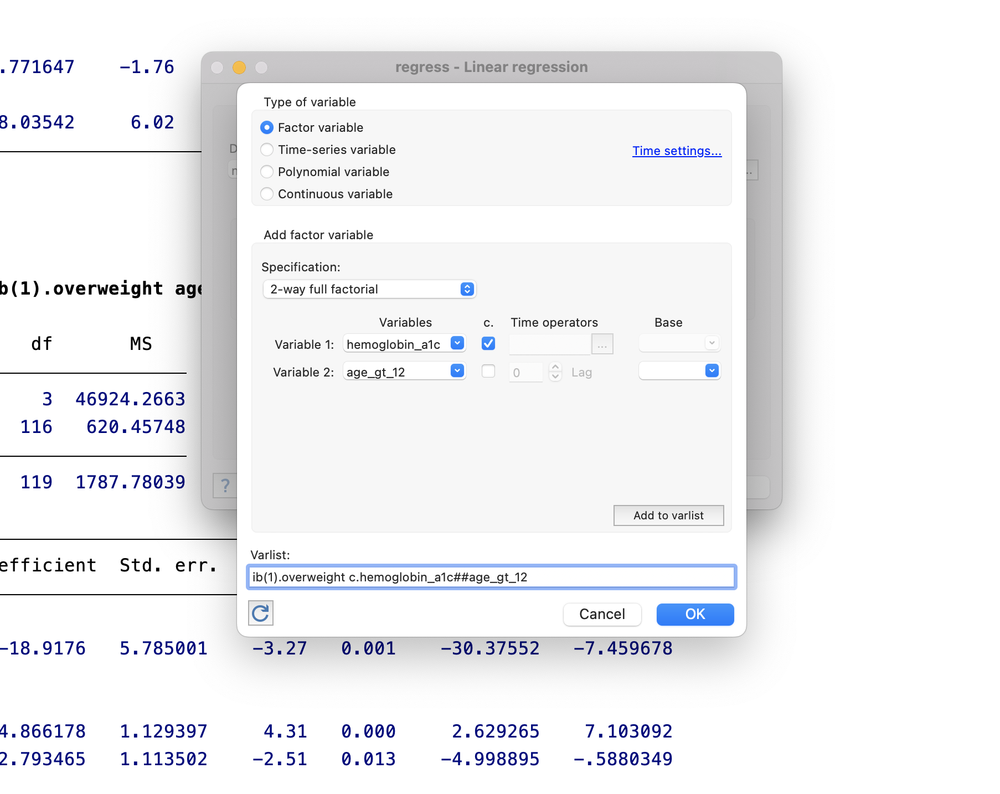 .771647 −1.76
8.03542 6.02
b(1).overweight age
df MS
3 46924.2663
116 620.45748
119 1787.78039
efficient Std. err.
−18.9176 5.785001 −3.27 0.001 −30.37552 −7.459678
4.866178 1.129397 4.31 0.000 2.629265 7.103092
2.793465 1.113502 −2.51 0.013 −4.998895 −.5880349
regress - Linear regression
D
n
..
?
Type of variable
Factor variable
Time-series variable
Time settings...
Polynomial variable
Continuous variable
Add factor variable
Specification:
2-way full factorial
Variables c. Time operators Base
Variable 1: hemoglobin_a1c ...
Variable 2: age_gt_12 0 Lag
Add to varlist
Varlist:
ib(1).overweight c.hemoglobin_a1c##age_gt_12
Cancel OK